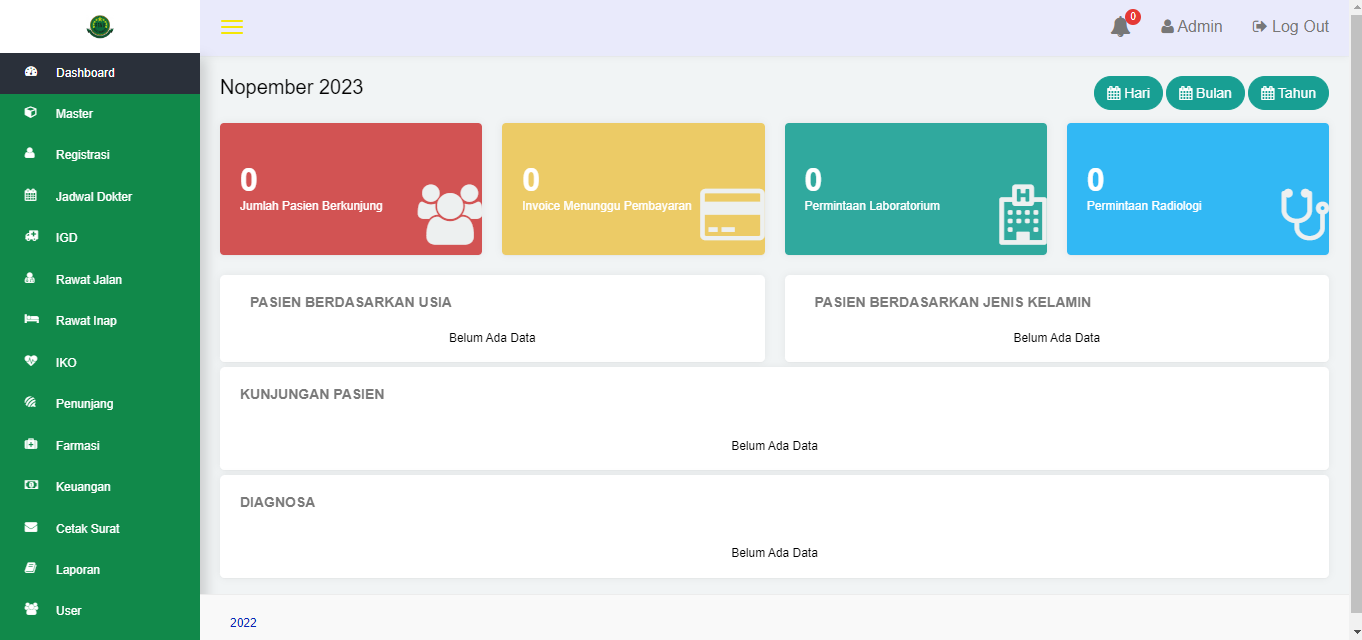 0
Admin
Log Out
Dashboard
Master
Registrasi
Jadwal Dokter
IGD
Rawat Jalan
Rawat Inap
IKO
Penunjang
Farmasi
Keuangan
Cetak Surat
Laporan
User
Nopember 2023
Hari
Bulan
Tahun
0
Jumlah Pasien Berkunjung
0
Invoice Menunggu Pembayaran
0
Permintaan Laboratorium
0
Permintaan Radiologi
PASIEN BERDASARKAN USIA
Belum Ada Data
PASIEN BERDASARKAN JENIS KELAMIN
Belum Ada Data
KUNJUNGAN PASIEN
Belum Ada Data
DIAGNOSA
Belum Ada Data
2022